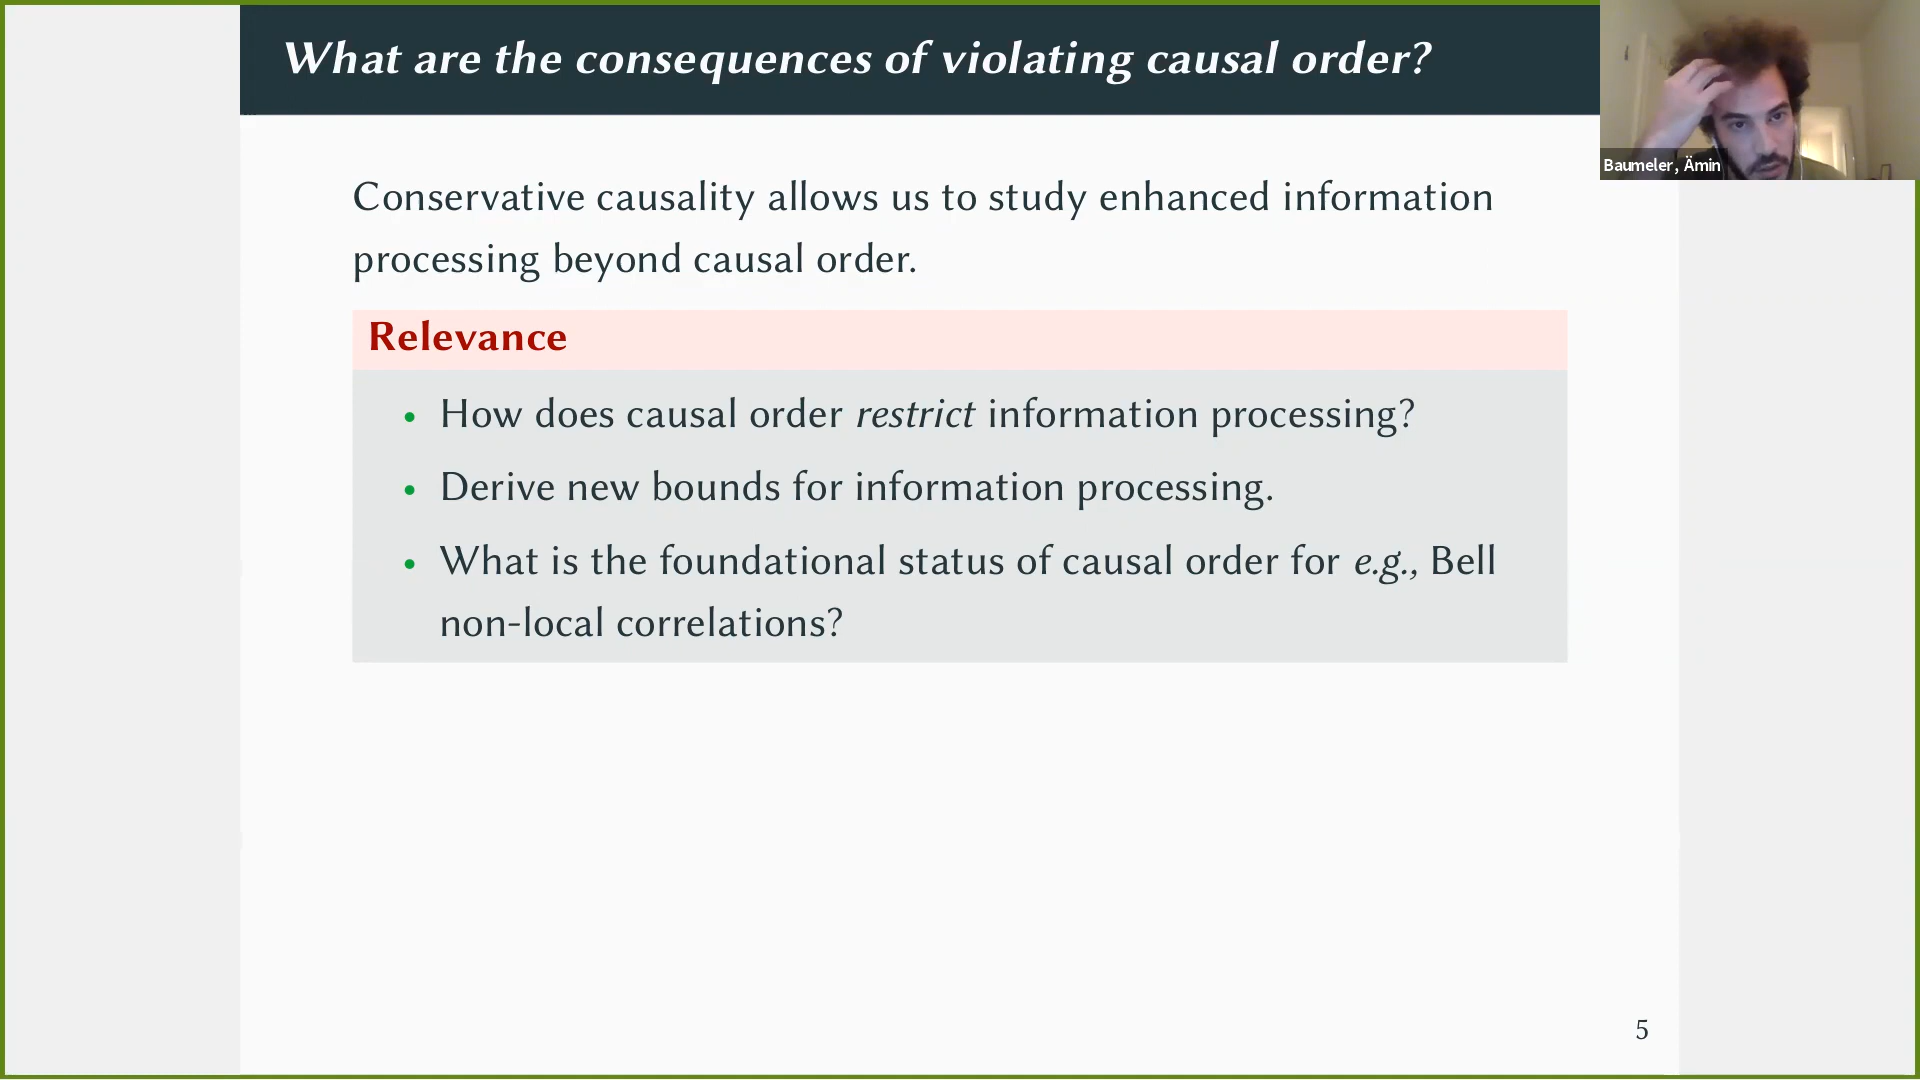 What are the consequences of violating causal order?
Baumeler, Ämin
Conservative causality allows us to study enhanced information
processing beyond causal order.
Relevance
• How does causal order restrict information processing?
• Derive new bounds for information processing.
• What is the foundational status of causal order for e.g., Bell
non-local correlations?
5